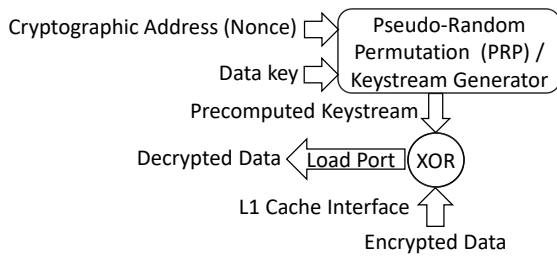 Cryptographic Address (Nonce)
Pseudo-Random
Permutation (PRP) /
Keystream Generator
Data key
Precomputed Keystream
Decrypted Data
Load Port
XOR
L1 Cache Interface
Encrypted Data